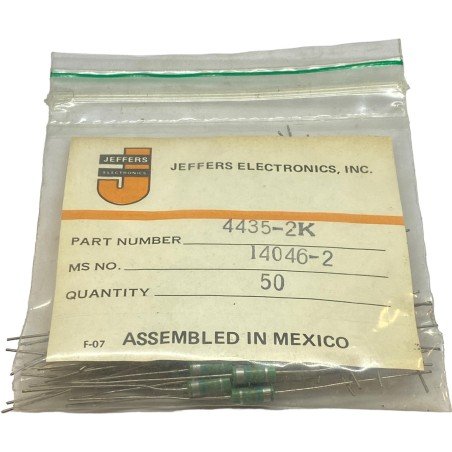 JEFFERS
ELECTRONICS
JEFFERS ELECTRONICS, INC.
PART NUMBER 4435-2K
MS NO. 14046-2
QUANTITY 50
F-07 ASSEMBLED IN MEXICO